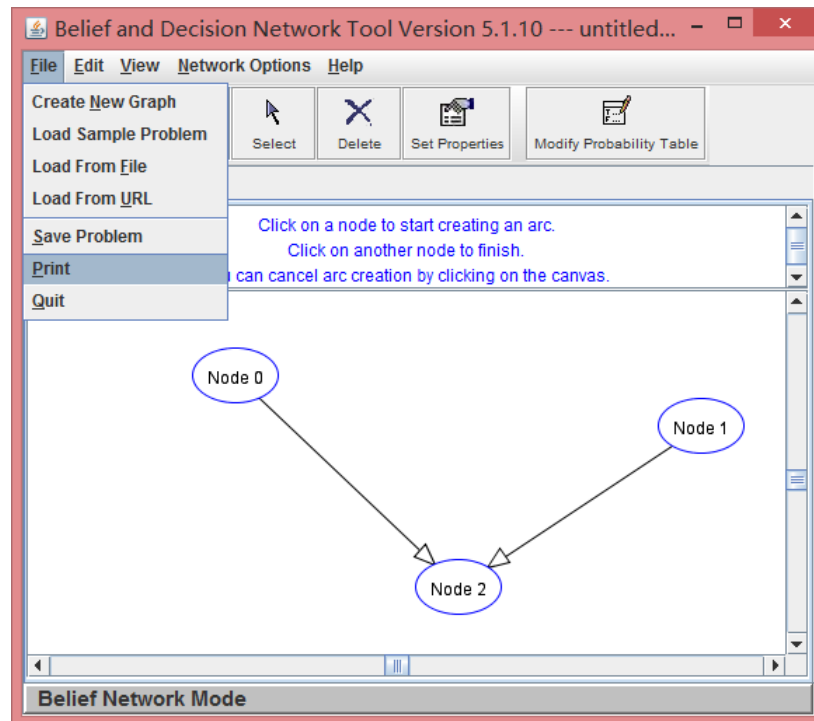 Belief and Decision Network Tool Version 5.1.10 --- untitled...
File Edit View Network Options Help
Create New Graph
Load Sample Problem
Load From File
Load From URL
Save Problem
Print
Quit
Select Delete Set Properties Modify Probability Table
Click on a node to start creating an arc.
Click on another node to finish.
can cancel arc creation by clicking on the canvas.
Node 0
Node 1
Node 2
Belief Network Mode